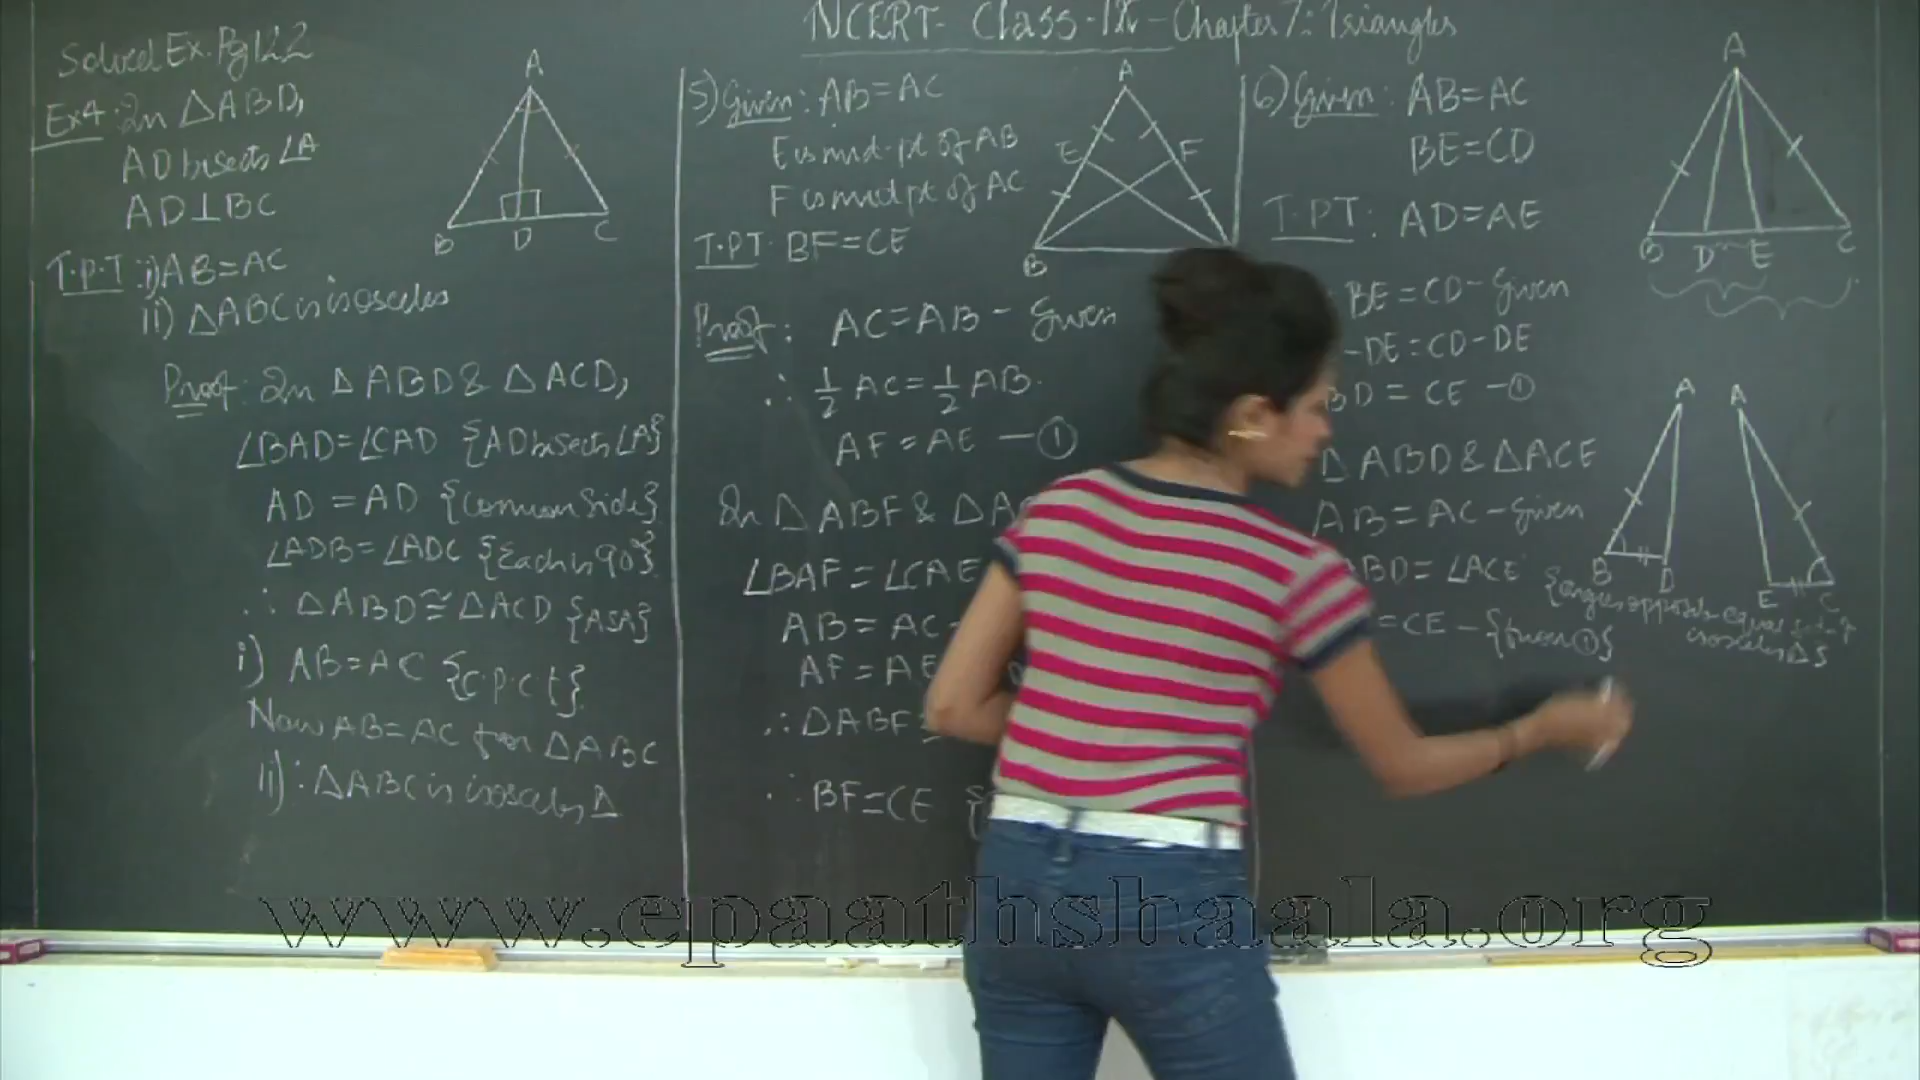 NCERT- Class-IX - Chapter 7: Triangles
Solved Ex. Pg 122
Ex 4: In △ABD,
AD bisects ∠A
AD⊥BC
T.P.T: i) AB=AC
ii) △ABC is isosceles
Proof: In △ABD & △ACD,
∠BAD=∠CAD {AD bisects ∠A}
AD = AD {common side}
∠ADB=∠ADC {Each is 90°}
∴ △ABD≅△ACD {ASA}
i) AB=AC {c.p.c.t}
Now AB=AC for △ABC
ii) ∴ △ABC is isosceles △
A
B D C
5) Given: AB=AC
E is mid-pt of AB
F is mid pt of AC
T.P.T. BF=CE
Proof: AC=AB - Given
∴ 1/2 AC = 1/2 AB.
AF = AE — ①
In △ABF & △A
∠BAF = ∠CAE
AB = AC
AF = AE
∴ △ABF ≅
∴ BF=CE {
A
E F
B
6) Given: AB=AC
BE=CD
T.P.T: AD=AE
BE=CD - Given
-DE=CD-DE
BD = CE - ①
△ABD & △ACE
AB = AC - Given
ABD = ∠ACE
{angles opposite equal
isosceles △}
=CE - {from ①}
A
B D E C
A A
B D E C
www.epaathshaala.org